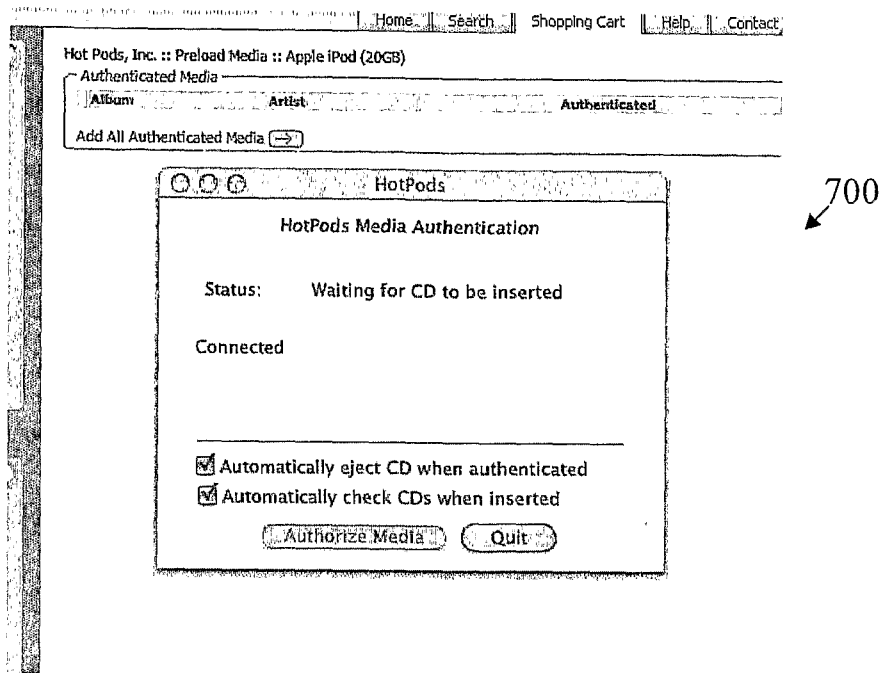 Home Search Shopping Cart Help Contact
Hot Pods, Inc. :: Preload Media :: Apple iPod (20GB)
Authenticated Media
Album Artist Authenticated
Add All Authenticated Media
700
HotPods
HotPods Media Authentication
Status: Waiting for CD to be inserted
Connected
Automatically eject CD when authenticated
Automatically check CDs when inserted
Authorize Media Quit